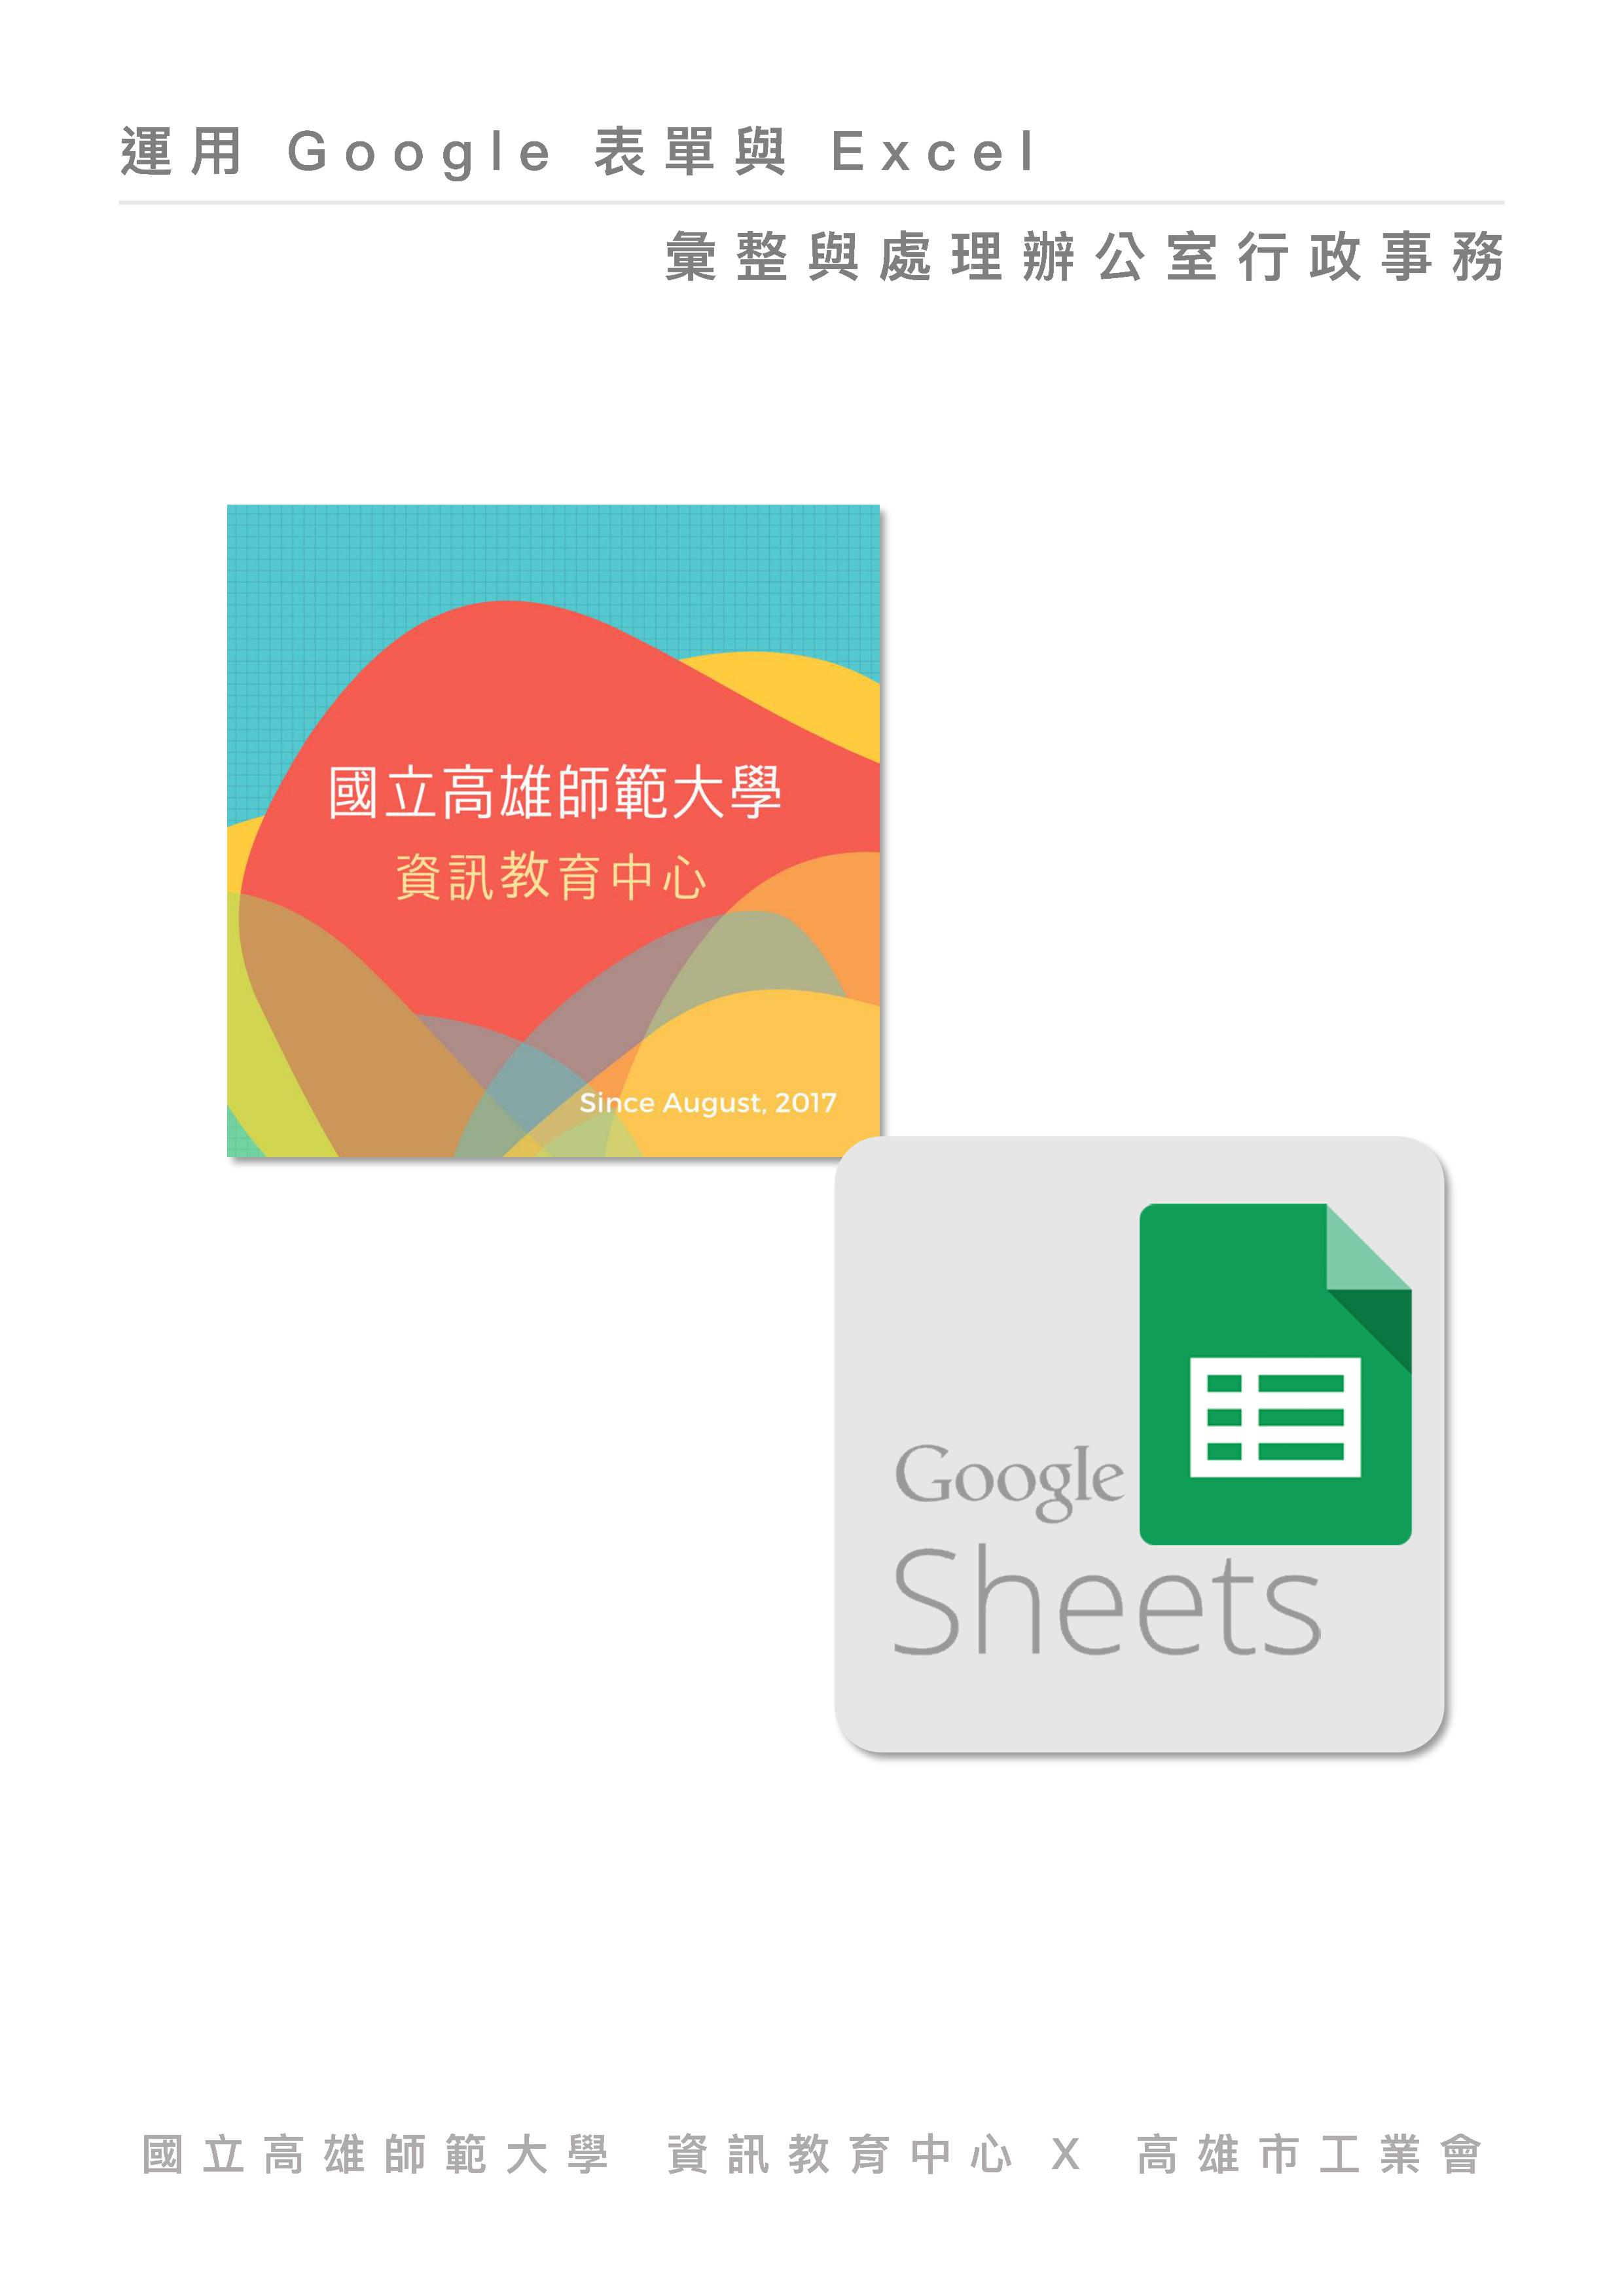 運用 Google 表單與 Excel
彙整與處理辦公室行政事務
國立高雄師範大學
資訊教育中心
Since August, 2017
Google
Sheets
國立高雄師範大學 資訊教育中心 X 高雄市工業會